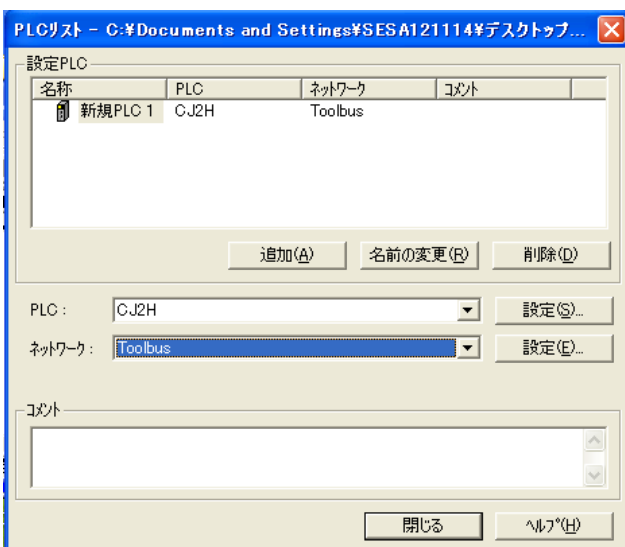 PLCリスト - C:¥Documents and Settings¥SESA121114¥デスクトップ...
設定PLC
名称 PLC ネットワーク コメント
新規PLC 1 CJ2H Toolbus
追加(A) 名前の変更(R) 削除(D)
PLC : CJ2H 設定(S)...
ネットワーク : Toolbus 設定(E)...
コメント
閉じる ヘルプ(H)